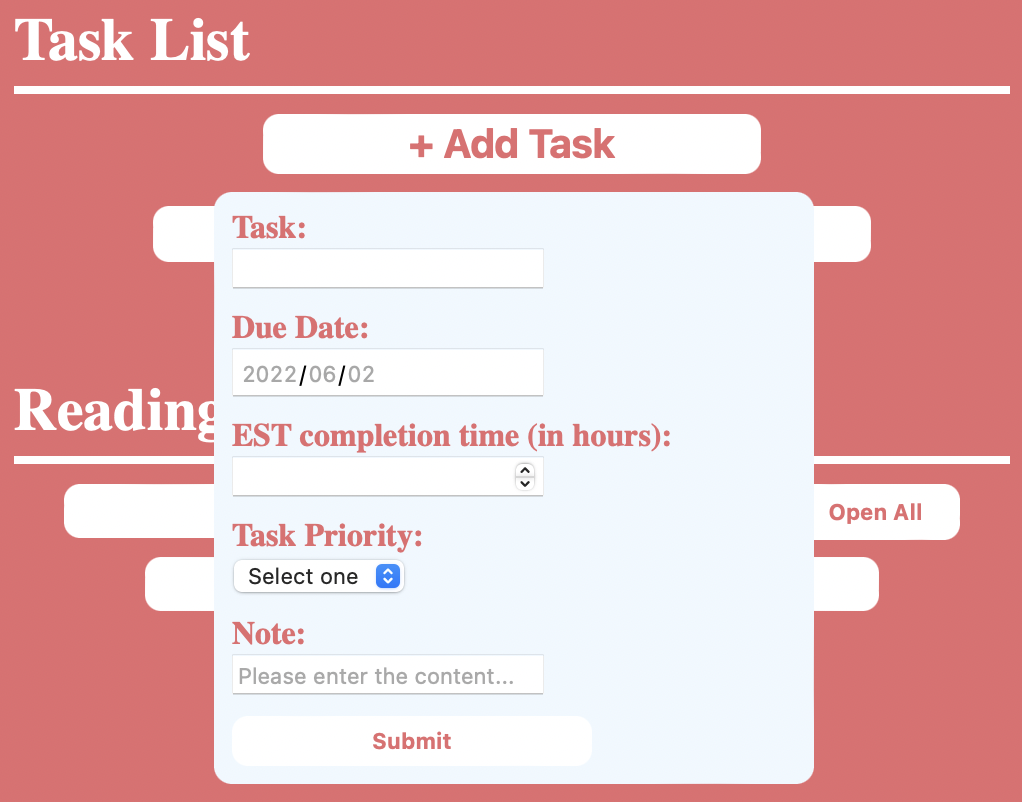 Task List
+ Add Task
Task:
Due Date:
2022/06/02
Reading
EST completion time (in hours):
Open All
Task Priority:
Select one
Note:
Please enter the content...
Submit